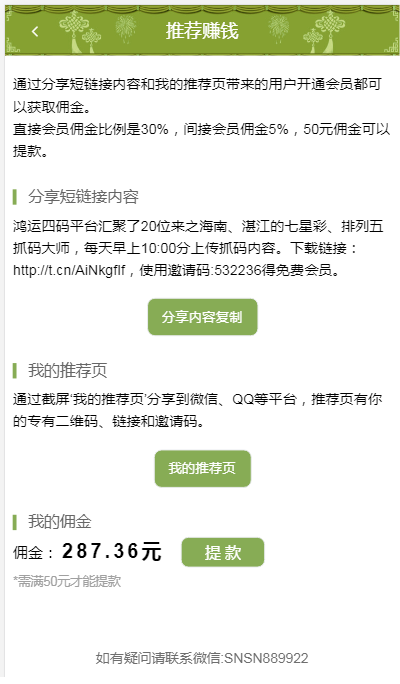 推荐赚钱
通过分享短链接内容和我的推荐页带来的用户开通会员都可
以获取佣金。
直接会员佣金比例是30%，间接会员佣金5%，50元佣金可以
提款。
分享短链接内容
鸿运四码平台汇聚了20位来之海南、湛江的七星彩、排列五
抓码大师，每天早上10:00分上传抓码内容。下载链接：
http://t.cn/AiNkgflf，使用邀请码:532236得免费会员。
分享内容复制
我的推荐页
通过截屏‘我的推荐页’分享到微信、QQ等平台，推荐页有你
的专有二维码、链接和邀请码。
我的推荐页
我的佣金
佣金： 287.36元 提款
*需满50元才能提款
如有疑问请联系微信:SNSN889922